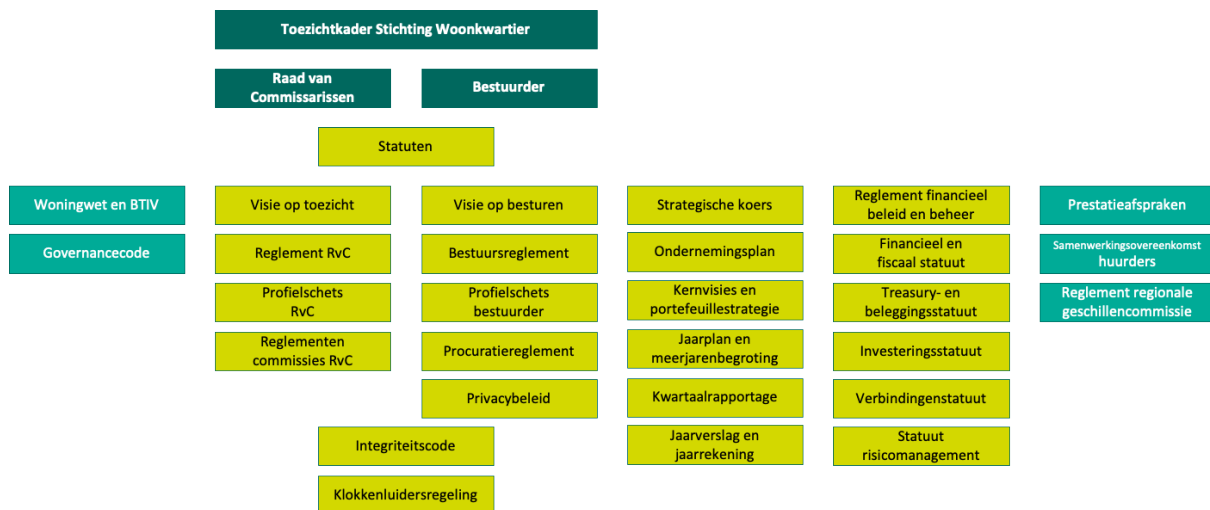 Toezichtkader Stichting Woonkwartier
Raad van
Commissarissen
Bestuurder
Statuten
Woningwet en BTIV
Governancecode
Visie op toezicht
Reglement RvC
Profielschets
RvC
Reglementen
commissies RvC
Visie op besturen
Bestuursreglement
Profielschets
bestuurder
Procuratiereglement
Privacybeleid
Integriteitscode
Klokkenluidersregeling
Strategische koers
Ondernemingsplan
Kernvisies en
portefeuillestrategie
Jaarplan en
meerjarenbegroting
Kwartaalrapportage
Jaarverslag en
jaarrekening
Reglement financieel
beleid en beheer
Financieel en
fiscaal statuut
Treasury- en
beleggingsstatuut
Investeringsstatuut
Verbindingenstatuut
Statuut
risicomanagement
Prestatieafspraken
Samenwerkingsovereenkomst
huurders
Reglement regionale
geschillencommissie